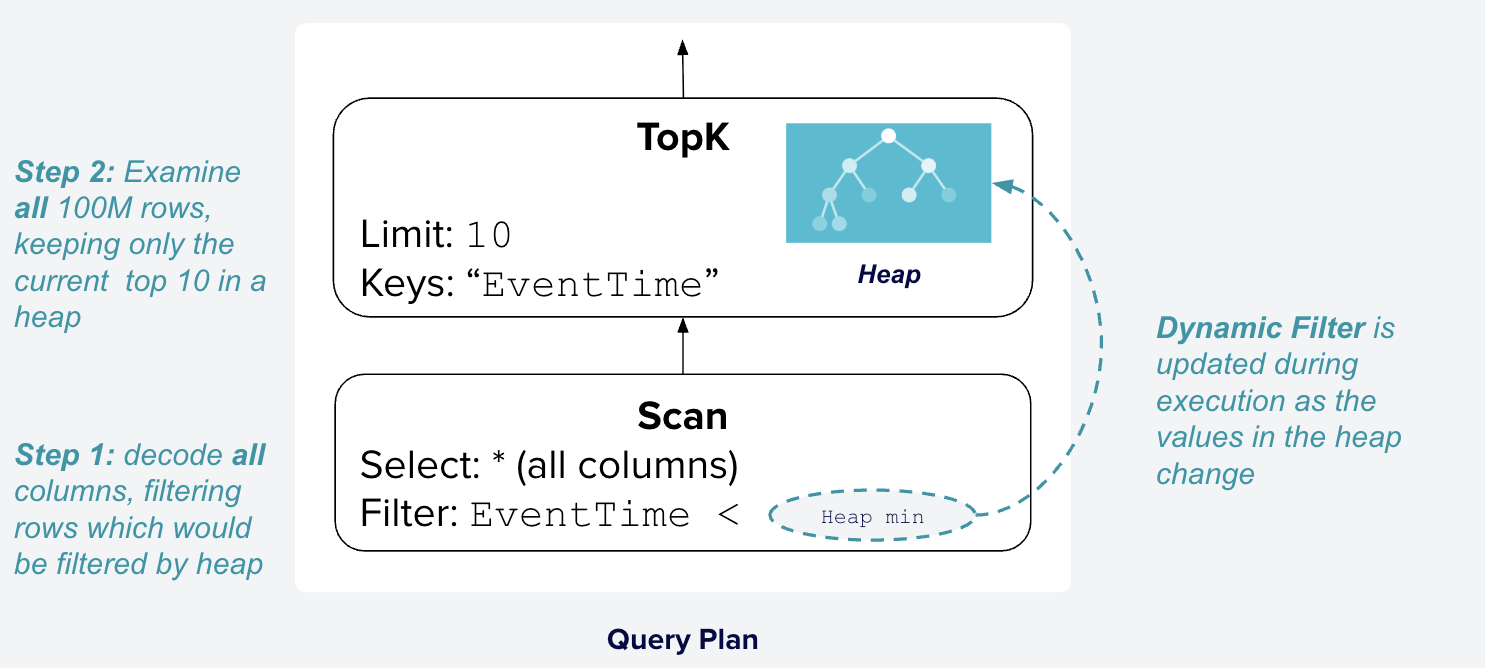 TopK
Limit: 10
Keys: “EventTime”
Heap
Step 2: Examine
all 100M rows,
keeping only the
current  top 10 in a
heap
Scan
Select: * (all columns)
Filter: EventTime < Heap min
Step 1: decode all
columns, filtering
rows which would
be filtered by heap
Dynamic Filter is
updated during
execution as the
values in the heap
change
Query Plan